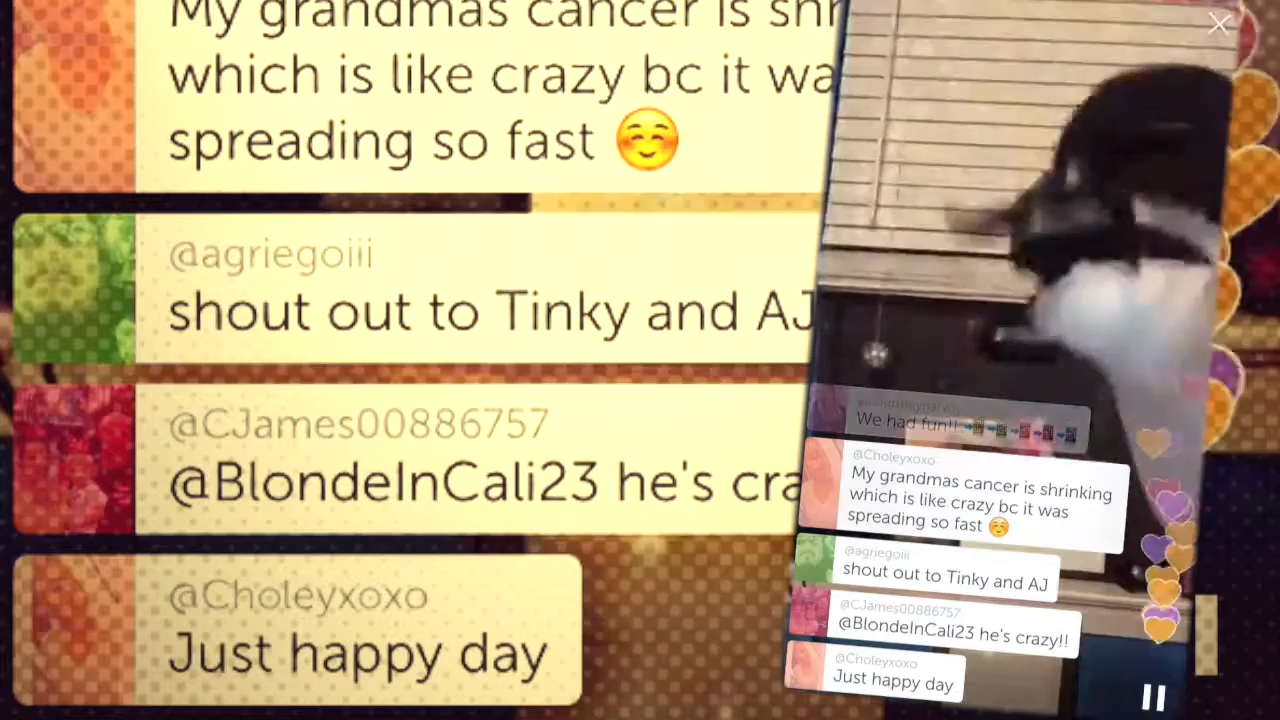 My grandmas cancer is shr
which is like crazy bc it wa
spreading so fast ☺️
@agriegoiii
shout out to Tinky and AJ
@CJames00886757
@BlondeInCali23 he's cra
@Choleyxoxo
Just happy day
We had fun!!
@Choleyxoxo
My grandmas cancer is shrinking
which is like crazy bc it was
spreading so fast ☺️
@agriegoiii
shout out to Tinky and AJ
@CJames00886757
@BlondeInCali23 he's crazy!!
@Choleyxoxo
Just happy day